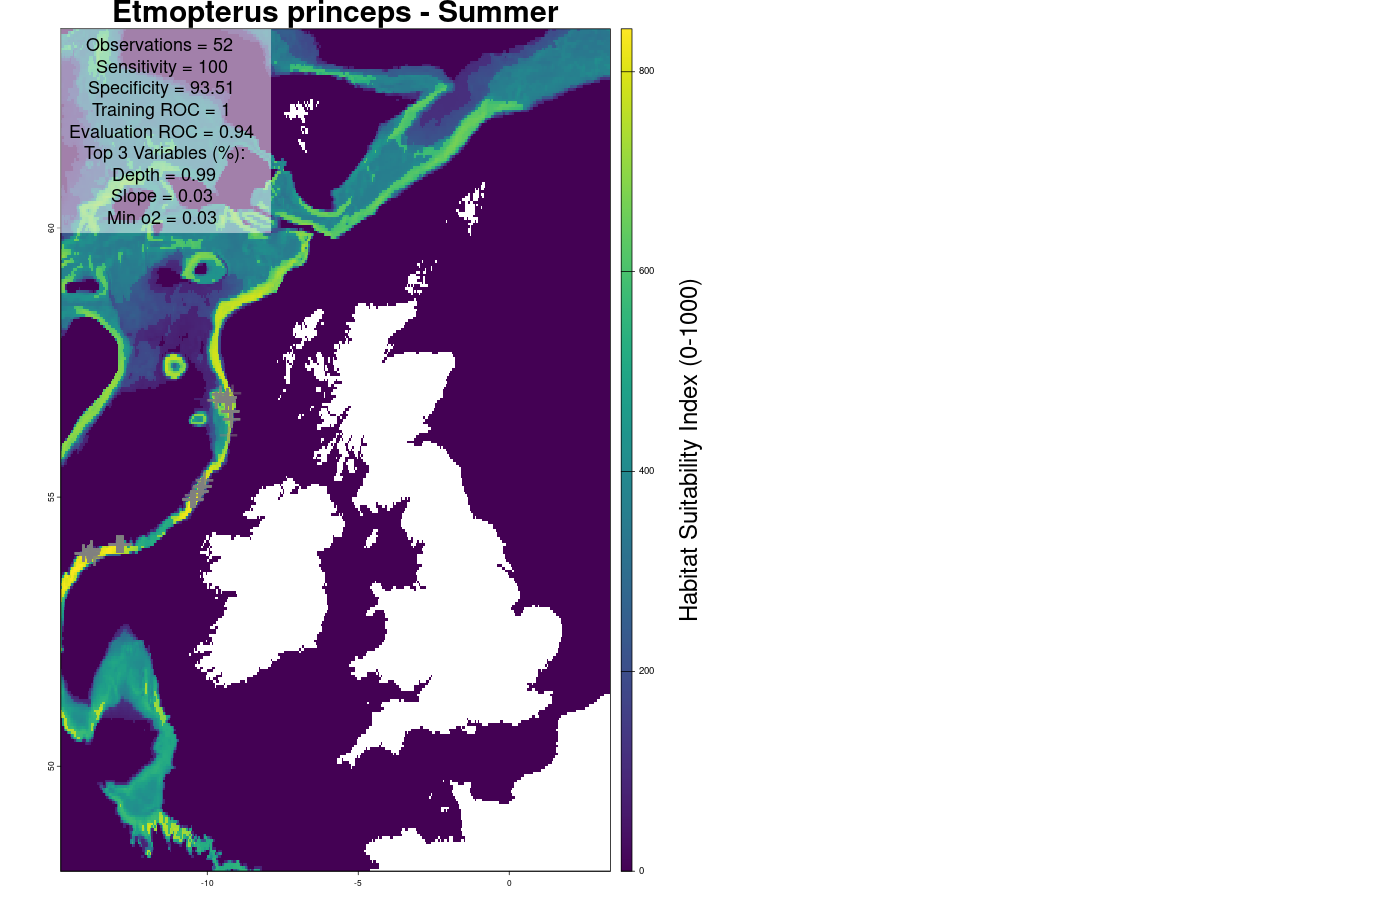 Etmopterus princeps - Summer
Observations = 52
Sensitivity = 100
Specificity = 93.51
Training ROC = 1
Evaluation ROC = 0.94
Top 3 Variables (%):
Depth = 0.99
Slope = 0.03
Min o2 = 0.03
60
55
50
-10
-5
0
800
600
400
200
0
Habitat Suitability Index (0-1000)